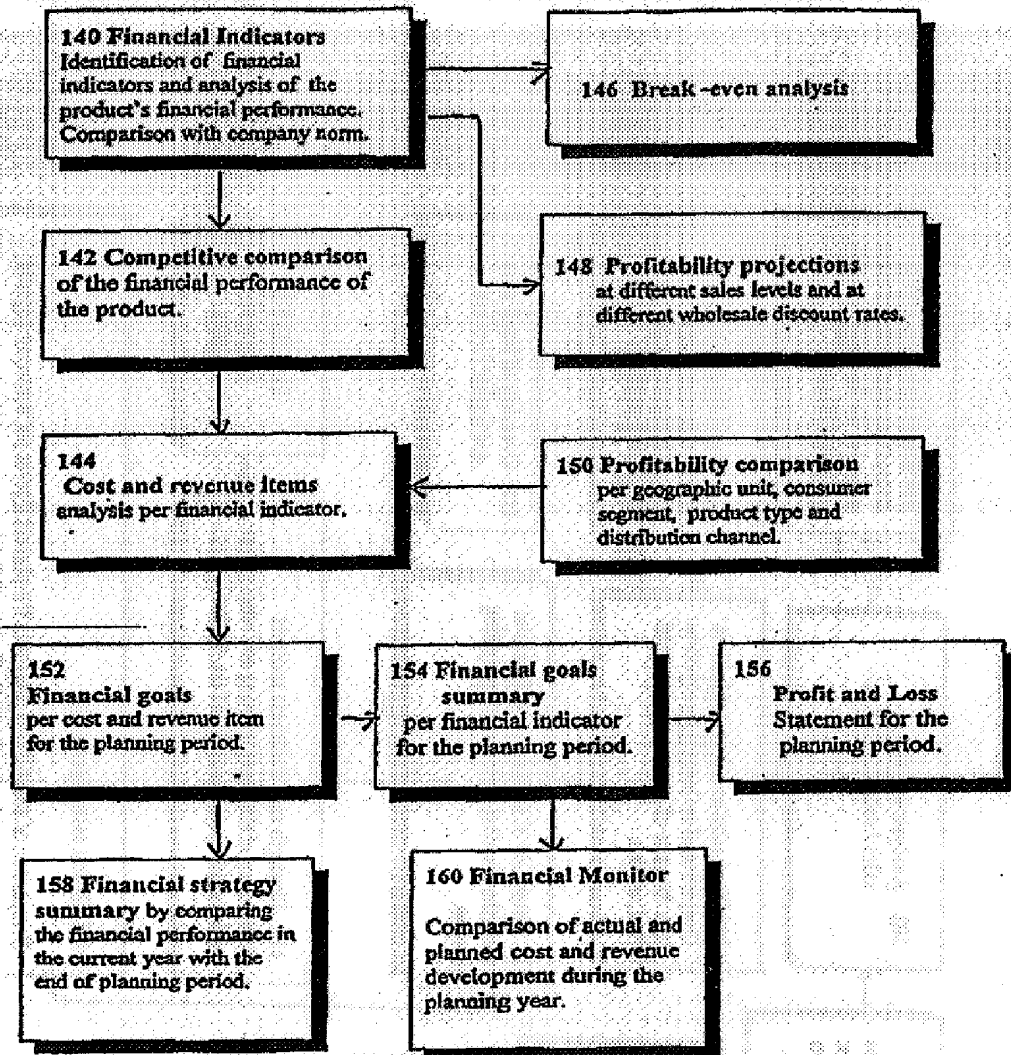 140 Financial Indicators
Identification of financial
indicators and analysis of the
product's financial performance.
Comparison with company norm.
146 Break-even analysis
142 Competitive comparison
of the financial performance of
the product.
148 Profitability projections
at different sales levels and at
different wholesale discount rates.
144
Cost and revenue items
analysis per financial indicator.
150 Profitability comparison
per geographic unit, consumer
segment, product type and
distribution channel.
152
Financial goals
per cost and revenue item
for the planning period.
154 Financial goals
summary
per financial indicator
for the planning period.
156
Profit and Loss
Statement for the
planning period.
158 Financial strategy
summary by comparing
the financial performance in
the current year with the
end of planning period.
160 Financial Monitor
Comparison of actual and
planned cost and revenue
development during the
planning year.